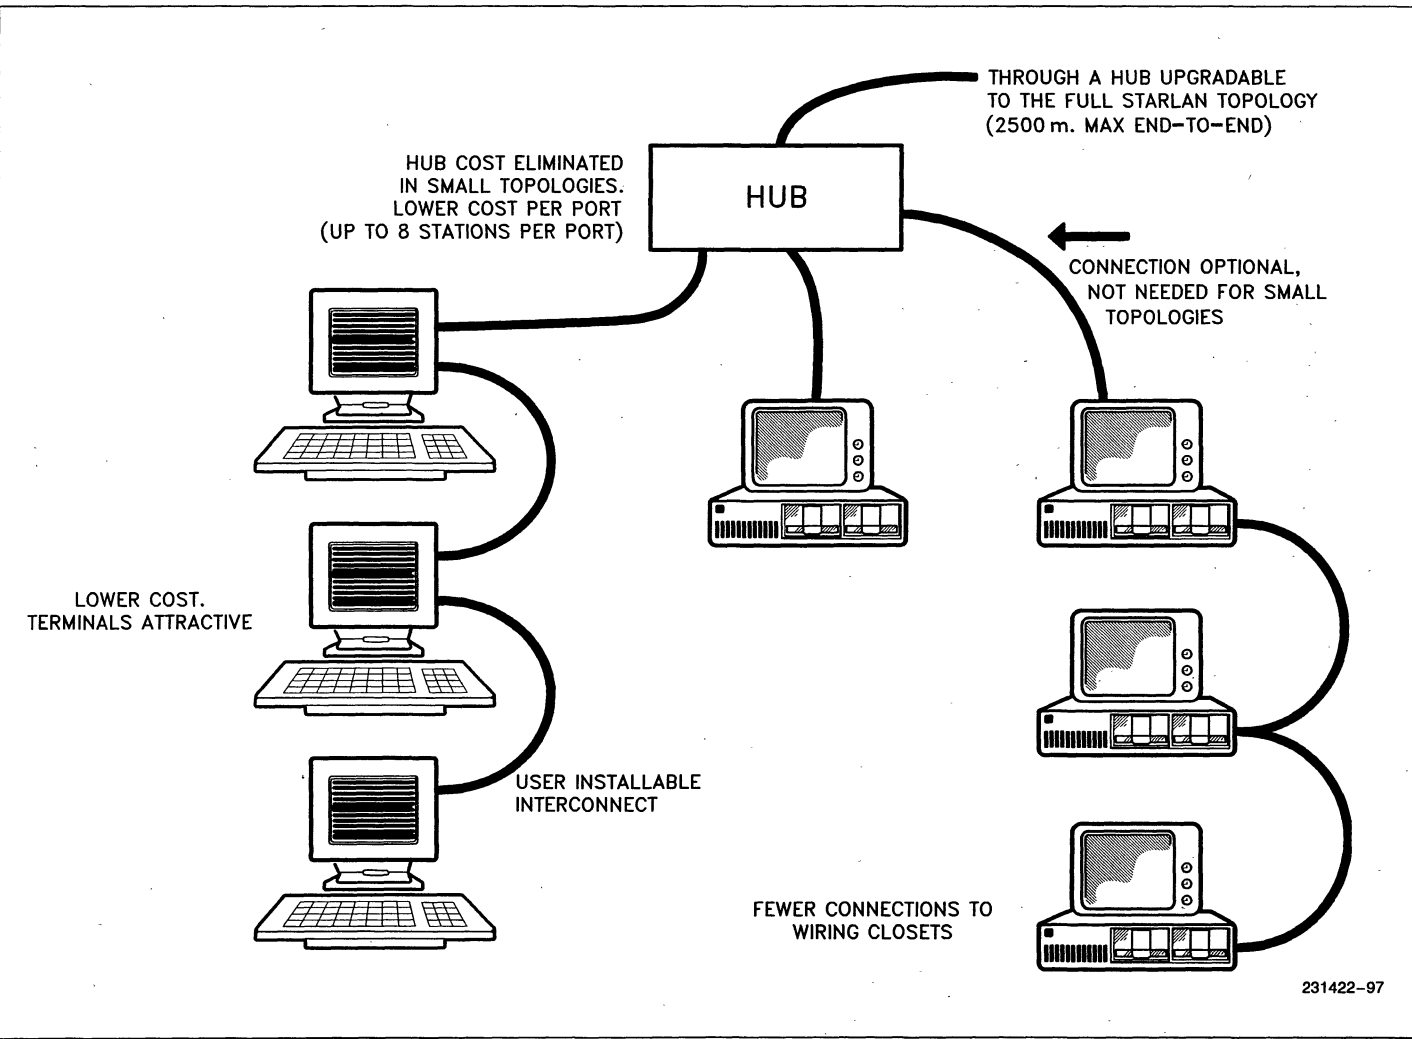 THROUGH A HUB UPGRADABLE
TO THE FULL STARLAN TOPOLOGY
(2500 m. MAX END-TO-END)
HUB COST ELIMINATED
IN SMALL TOPOLOGIES.
LOWER COST PER PORT
(UP TO 8 STATIONS PER PORT)
HUB
CONNECTION OPTIONAL,
NOT NEEDED FOR SMALL
TOPOLOGIES
LOWER COST.
TERMINALS ATTRACTIVE
USER INSTALLABLE
INTERCONNECT
FEWER CONNECTIONS TO
WIRING CLOSETS
231422-97